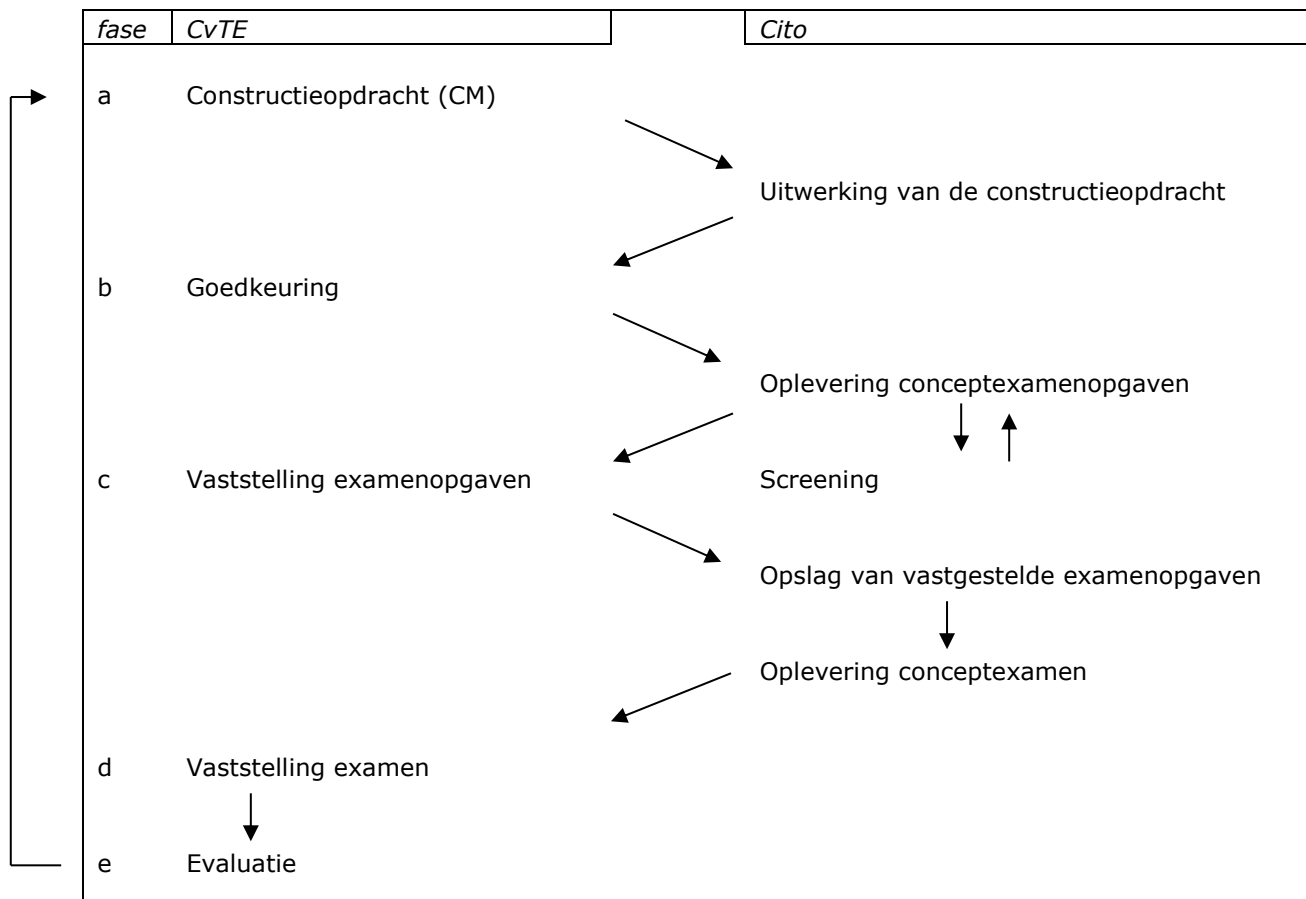 fase CvTE Cito
a Constructieopdracht (CM)
Uitwerking van de constructieopdracht
b Goedkeuring
Oplevering conceptexamenopgaven
c Vaststelling examenopgaven Screening
Opslag van vastgestelde examenopgaven
Oplevering conceptexamen
d Vaststelling examen
e Evaluatie